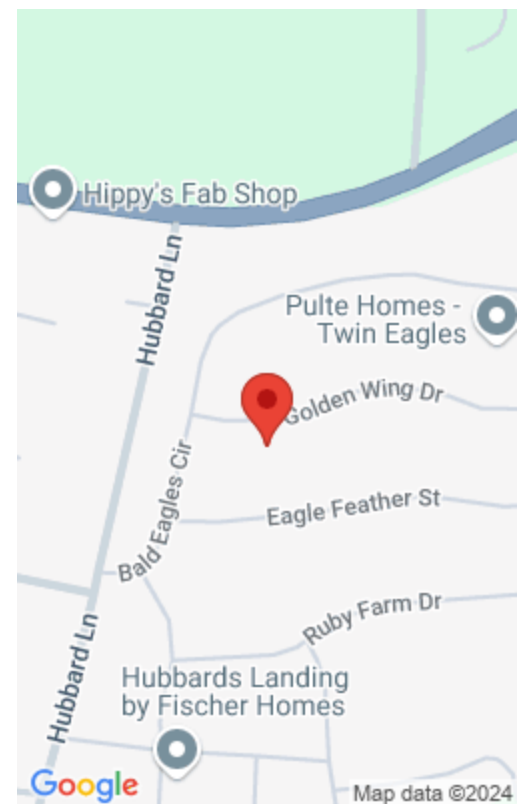 Hippy's Fab Shop
Hubbard Ln
Pulte Homes -
Twin Eagles
Golden Wing Dr
Bald Eagles Cir
Eagle Feather St
Ruby Farm Dr
Hubbard Ln
Hubbards Landing
by Fischer Homes
Google
Map data ©2024